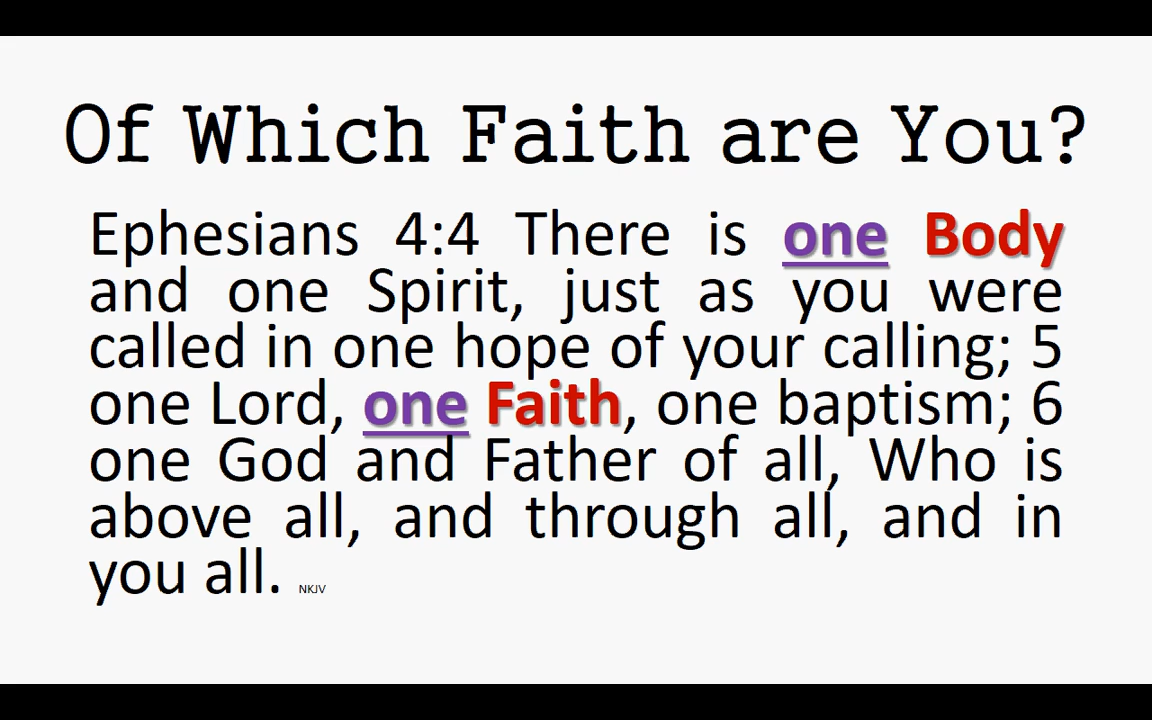 Of Which Faith are You?
Ephesians 4:4 There is one Body
and one Spirit, just as you were
called in one hope of your calling; 5
one Lord, one Faith, one baptism; 6
one God and Father of all, Who is
above all, and through all, and in
you all. NKJV